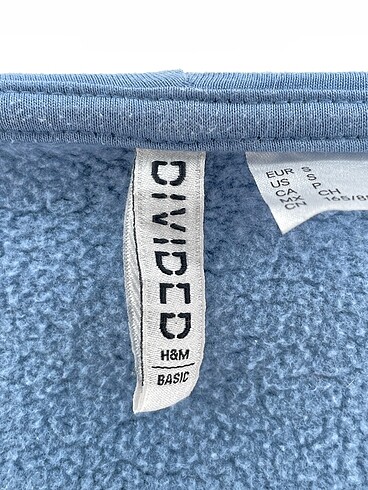 DIVIDED
H&M
BASIC
EUR S
US S
CA P
MX CH
CN 165/8